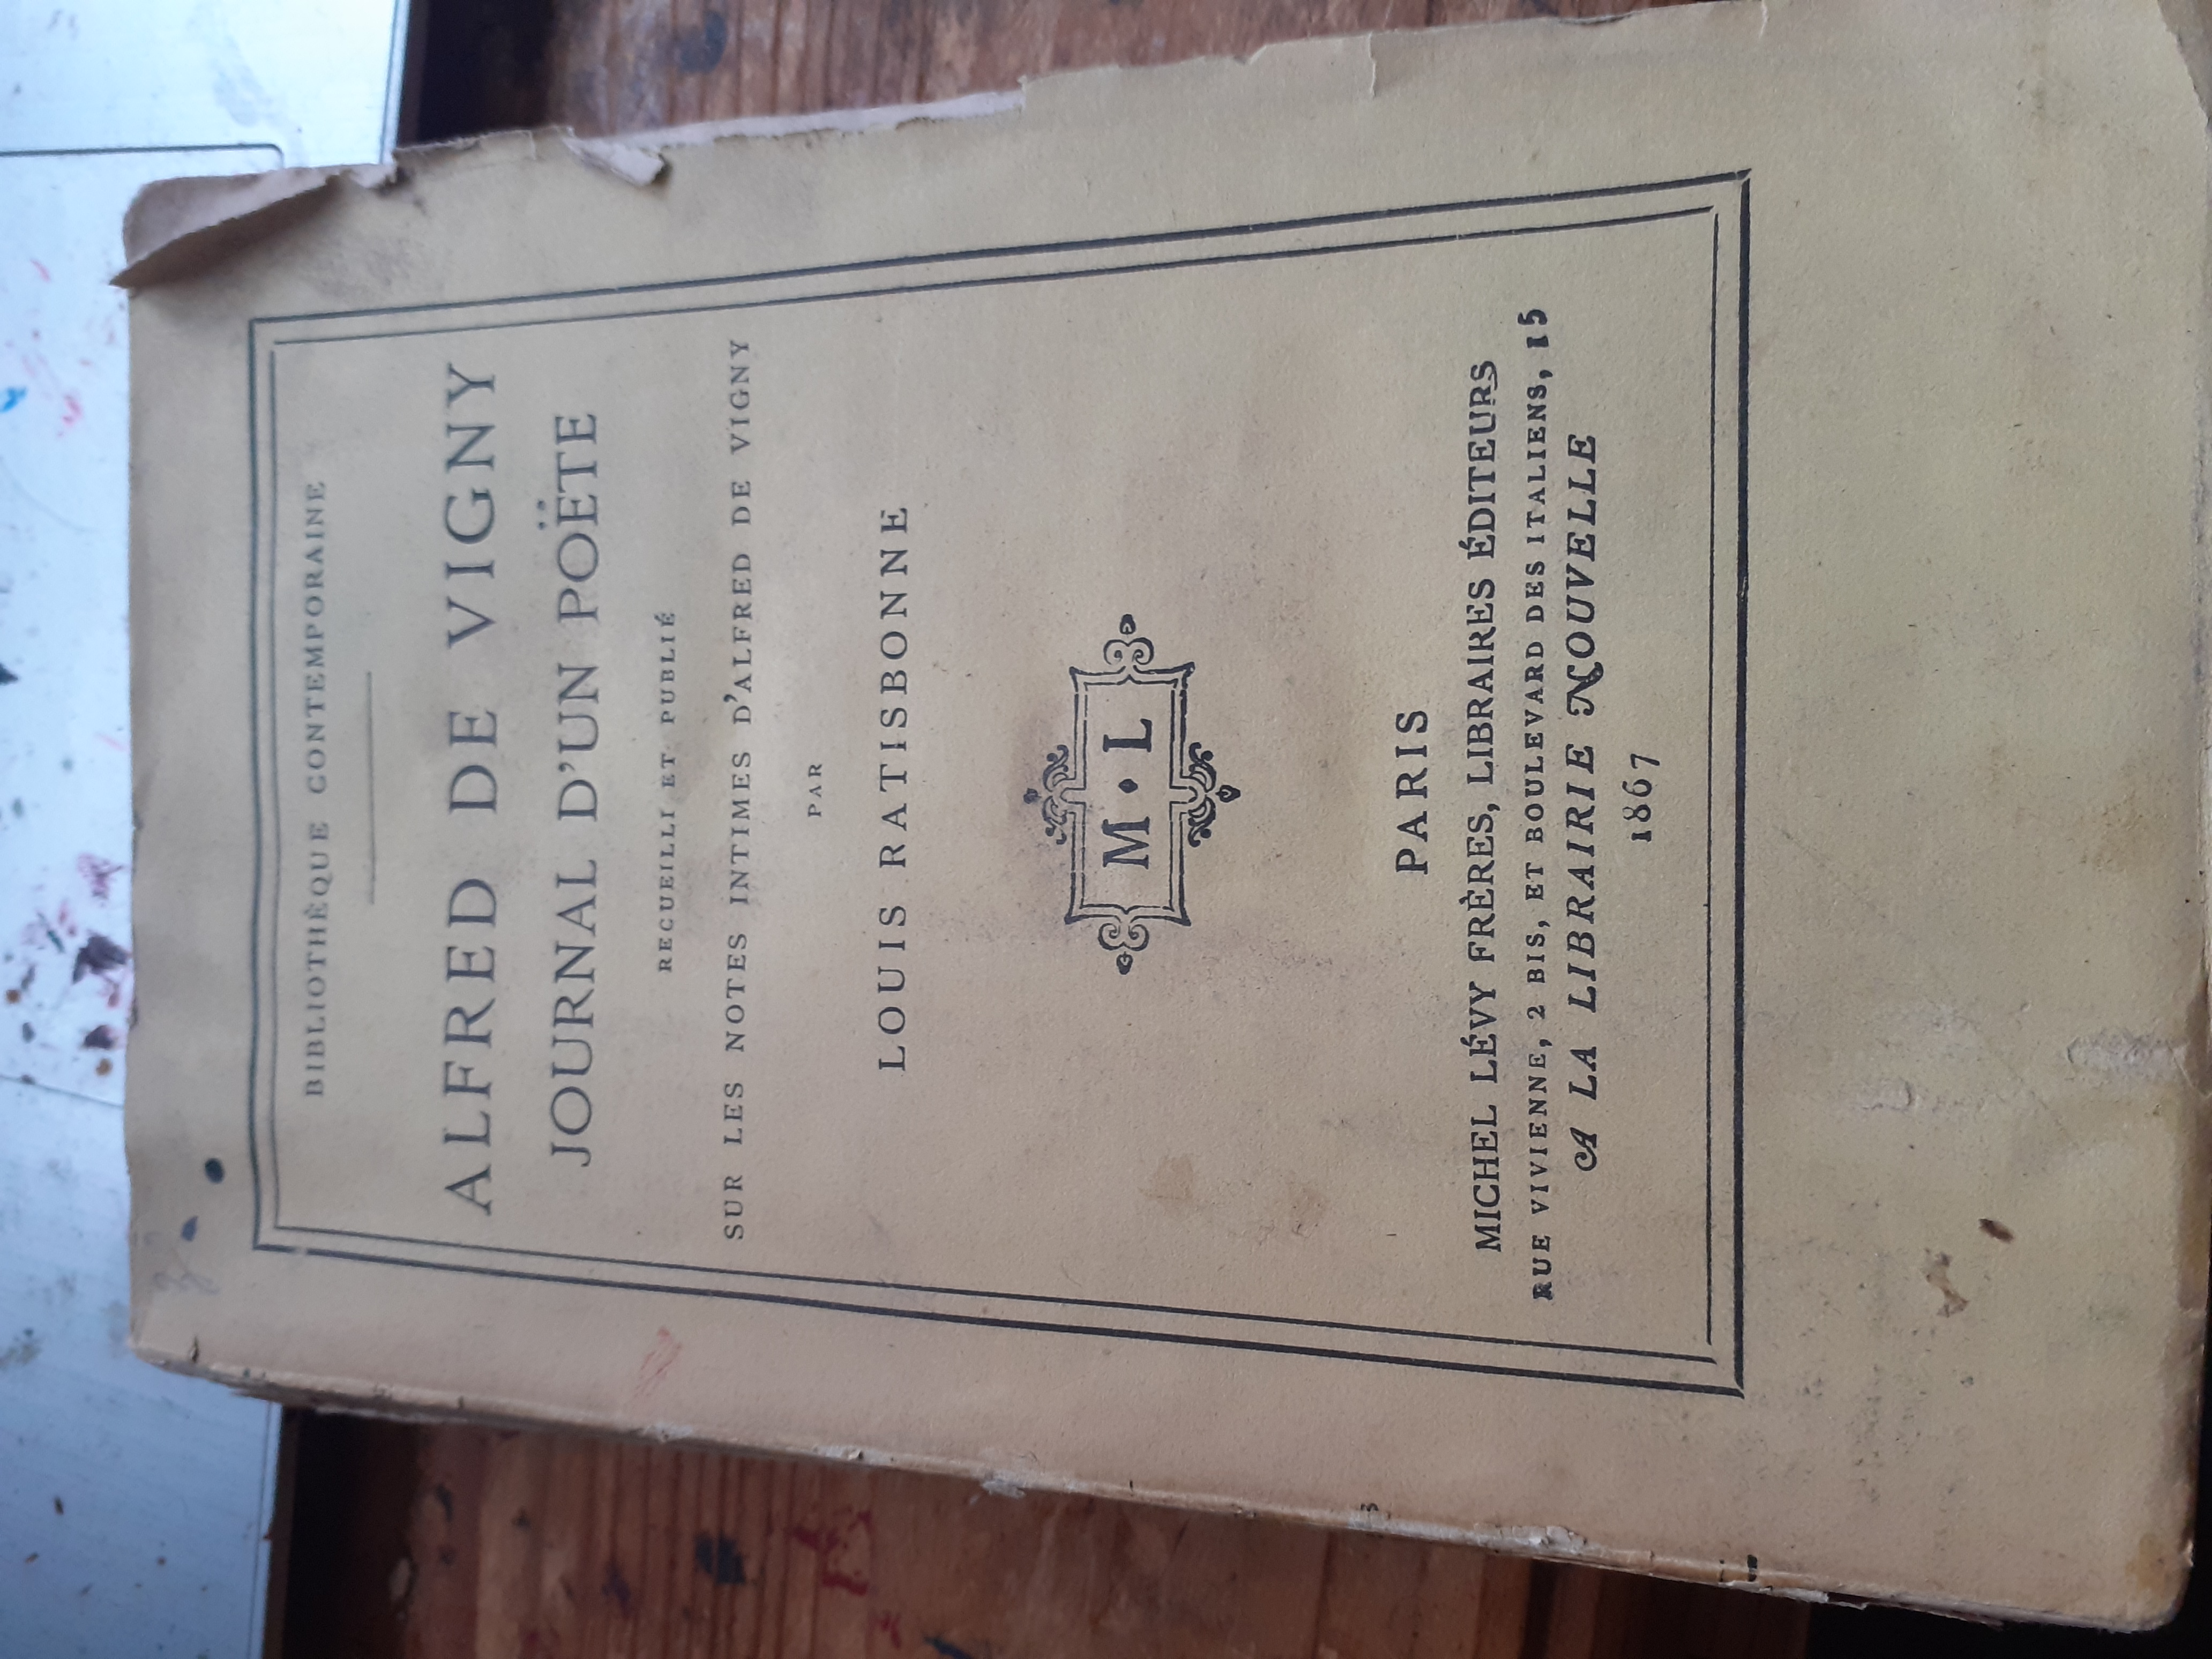 BIBLIOTHÈQUE CONTEMPORAINE
ALFRED DE VIGNY
JOURNAL D'UN POËTE
RECUEILLI ET PUBLIÉ
SUR LES NOTES INTIMES D'ALFRED DE VIGNY
PAR
LOUIS RATISBONNE
M • L
PARIS
MICHEL LÉVY FRÈRES, LIBRAIRES ÉDITEURS
RUE VIVIENNE, 2 BIS, ET BOULEVARD DES ITALIENS, 15
A LA LIBRAIRIE NOUVELLE
1867